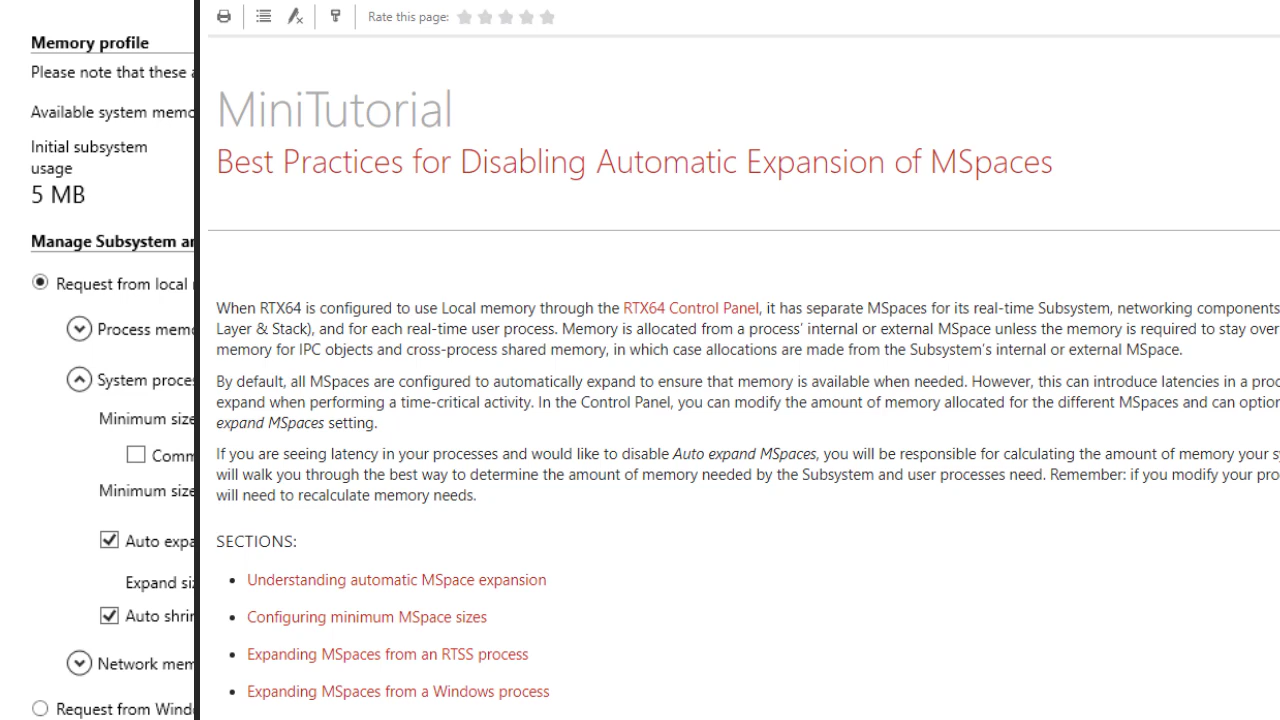 Memory profile
Please note that these
Available system memo
Initial subsystem
usage
5 MB
Manage Subsystem an
Request from local
Process memo
System proce
Minimum size
Comm
Minimum size
Auto expa
Expand siz
Auto shrin
Network mem
Request from Wind
Rate this page:
MiniTutorial
Best Practices for Disabling Automatic Expansion of MSpaces
When RTX64 is configured to use Local memory through the RTX64 Control Panel, it has separate MSpaces for its real-time Subsystem, networking components
Layer & Stack), and for each real-time user process. Memory is allocated from a process' internal or external MSpace unless the memory is required to stay over
memory for IPC objects and cross-process shared memory, in which case allocations are made from the Subsystem's internal or external MSpace.
By default, all MSpaces are configured to automatically expand to ensure that memory is available when needed. However, this can introduce latencies in a proc
expand when performing a time-critical activity. In the Control Panel, you can modify the amount of memory allocated for the different MSpaces and can option
expand MSpaces setting.
If you are seeing latency in your processes and would like to disable Auto expand MSpaces, you will be responsible for calculating the amount of memory your sy
will walk you through the best way to determine the amount of memory needed by the Subsystem and user processes need. Remember: if you modify your pro
will need to recalculate memory needs.
SECTIONS:
Understanding automatic MSpace expansion
Configuring minimum MSpace sizes
Expanding MSpaces from an RTSS process
Expanding MSpaces from a Windows process